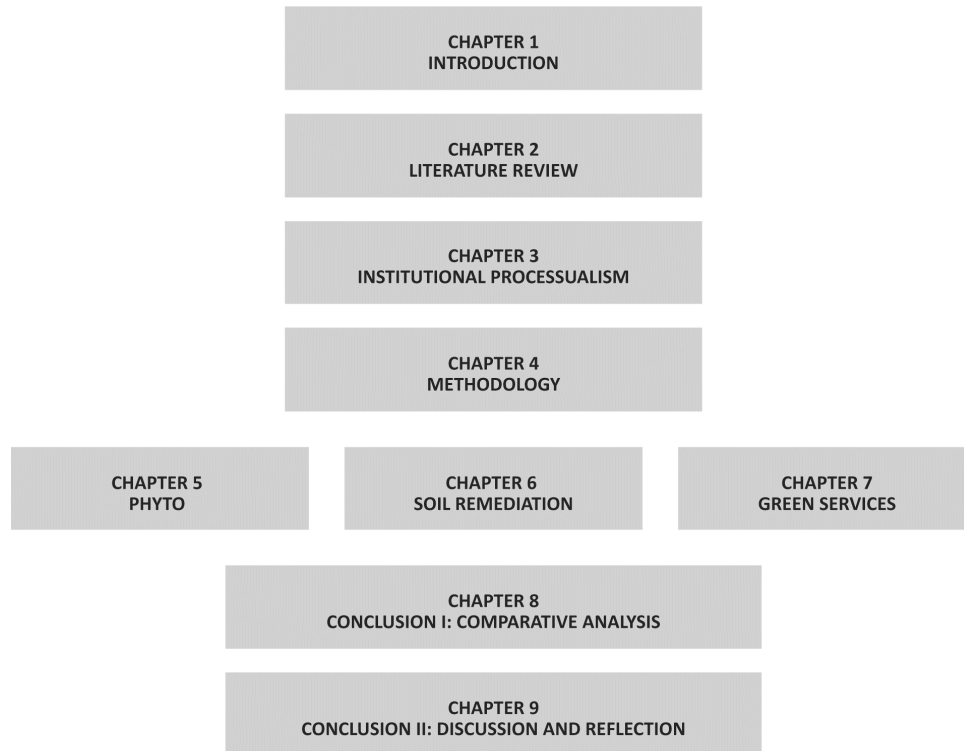 CHAPTER 1
INTRODUCTION
CHAPTER 2
LITERATURE REVIEW
CHAPTER 3
INSTITUTIONAL PROCESSUALISM
CHAPTER 4
METHODOLOGY
CHAPTER 5
PHYTO
CHAPTER 6
SOIL REMEDIATION
CHAPTER 7
GREEN SERVICES
CHAPTER 8
CONCLUSION I: COMPARATIVE ANALYSIS
CHAPTER 9
CONCLUSION II: DISCUSSION AND REFLECTION